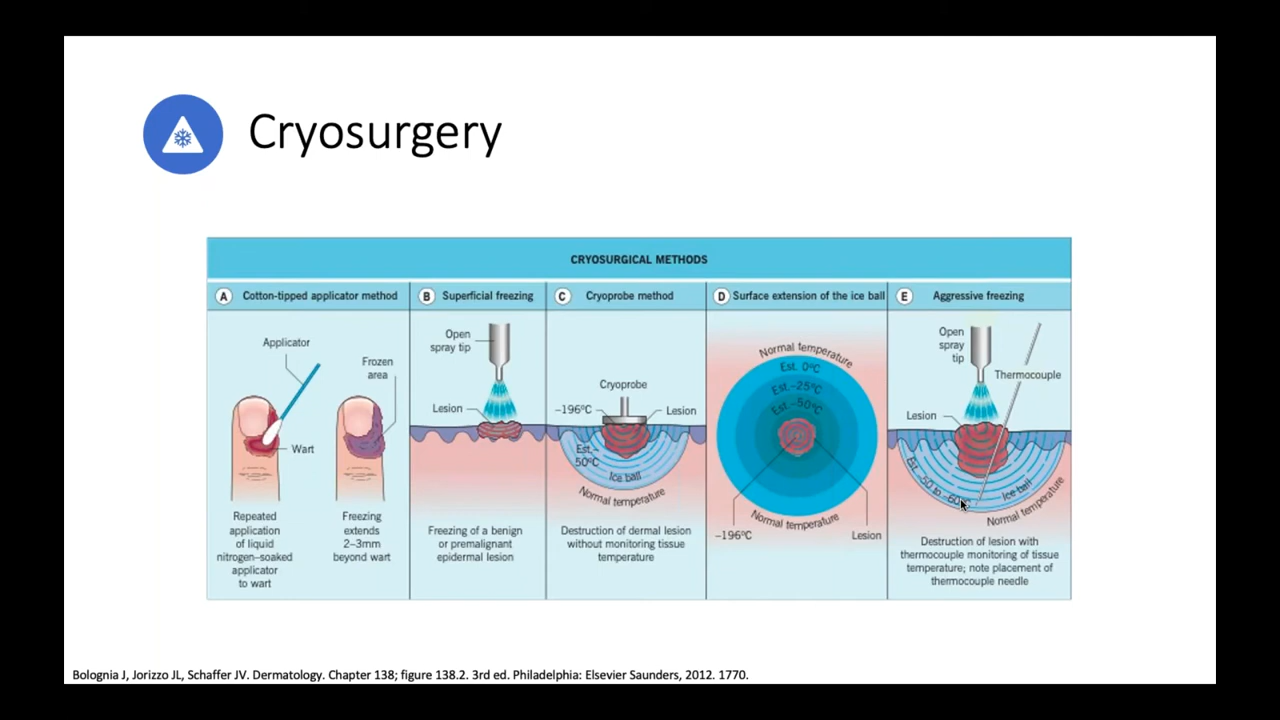 Cryosurgery
CRYOSURGICAL METHODS
A Cotton-tipped applicator method
Applicator
Frozen
area
Wart
Repeated
application
of liquid
nitrogen–soaked
applicator
to wart
Freezing
extends
2–3mm
beyond wart
B Superficial freezing
Open
spray tip
Lesion
Freezing of a benign
or premalignant
epidermal lesion
C Cryoprobe method
Cryoprobe
–196°C
Lesion
Est.–
50°C
Ice ball
Normal temperature
Destruction of dermal lesion
without monitoring tissue
temperature
D Surface extension of the ice ball
Normal temperature
Est. 0°C
Est.–25°C
Est.–50°C
Normal temperature
–196°C
Lesion
E Aggressive freezing
Open
spray
tip
Thermocouple
Lesion
Est. –50 to –60°C
Ice ball
Normal temperature
Destruction of lesion with
thermocouple monitoring of tissue
temperature; note placement of
thermocouple needle
Bolognia J, Jorizzo JL, Schaffer JV. Dermatology. Chapter 138; figure 138.2. 3rd ed. Philadelphia: Elsevier Saunders, 2012. 1770.